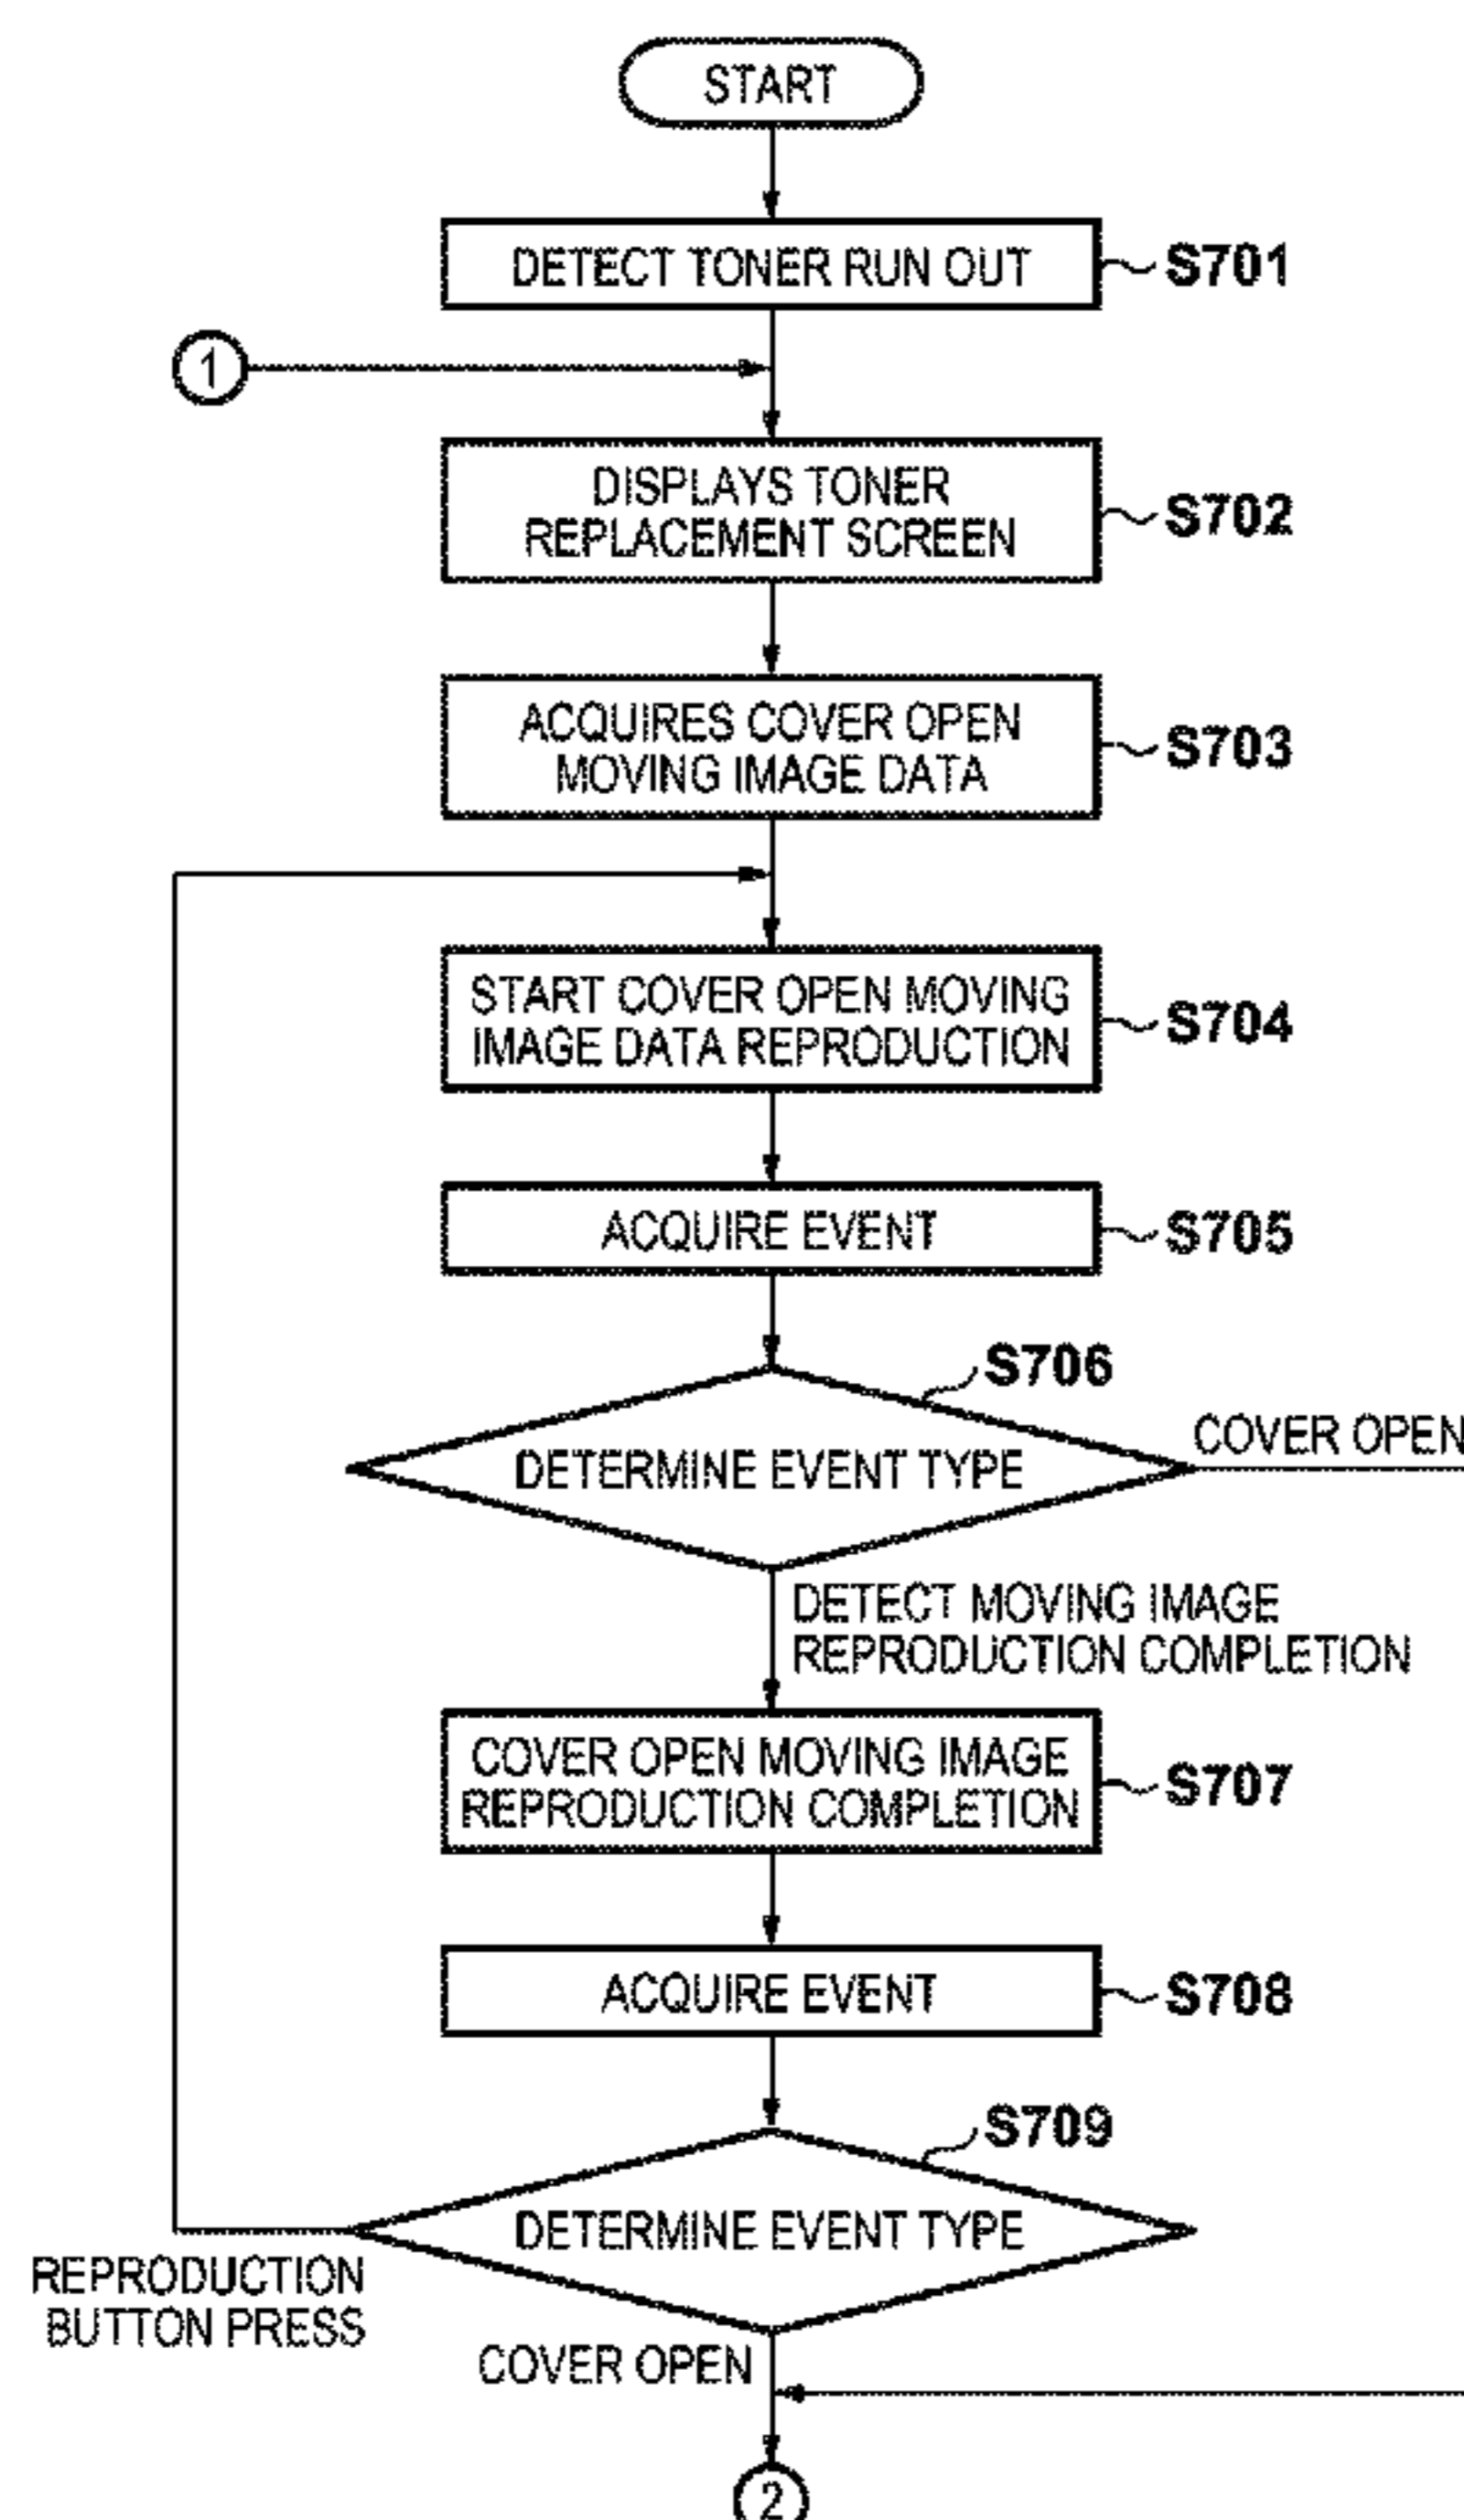 START
DETECT TONER RUN OUT
S701
1
DISPLAYS TONER
REPLACEMENT SCREEN
S702
ACQUIRES COVER OPEN
MOVING IMAGE DATA
S703
START COVER OPEN MOVING
IMAGE DATA REPRODUCTION
S704
ACQUIRE EVENT
S705
S706
DETERMINE EVENT TYPE
COVER OPEN
DETECT MOVING IMAGE
REPRODUCTION COMPLETION
COVER OPEN MOVING IMAGE
REPRODUCTION COMPLETION
S707
ACQUIRE EVENT
S708
S709
DETERMINE EVENT TYPE
REPRODUCTION
BUTTON PRESS
COVER OPEN
2